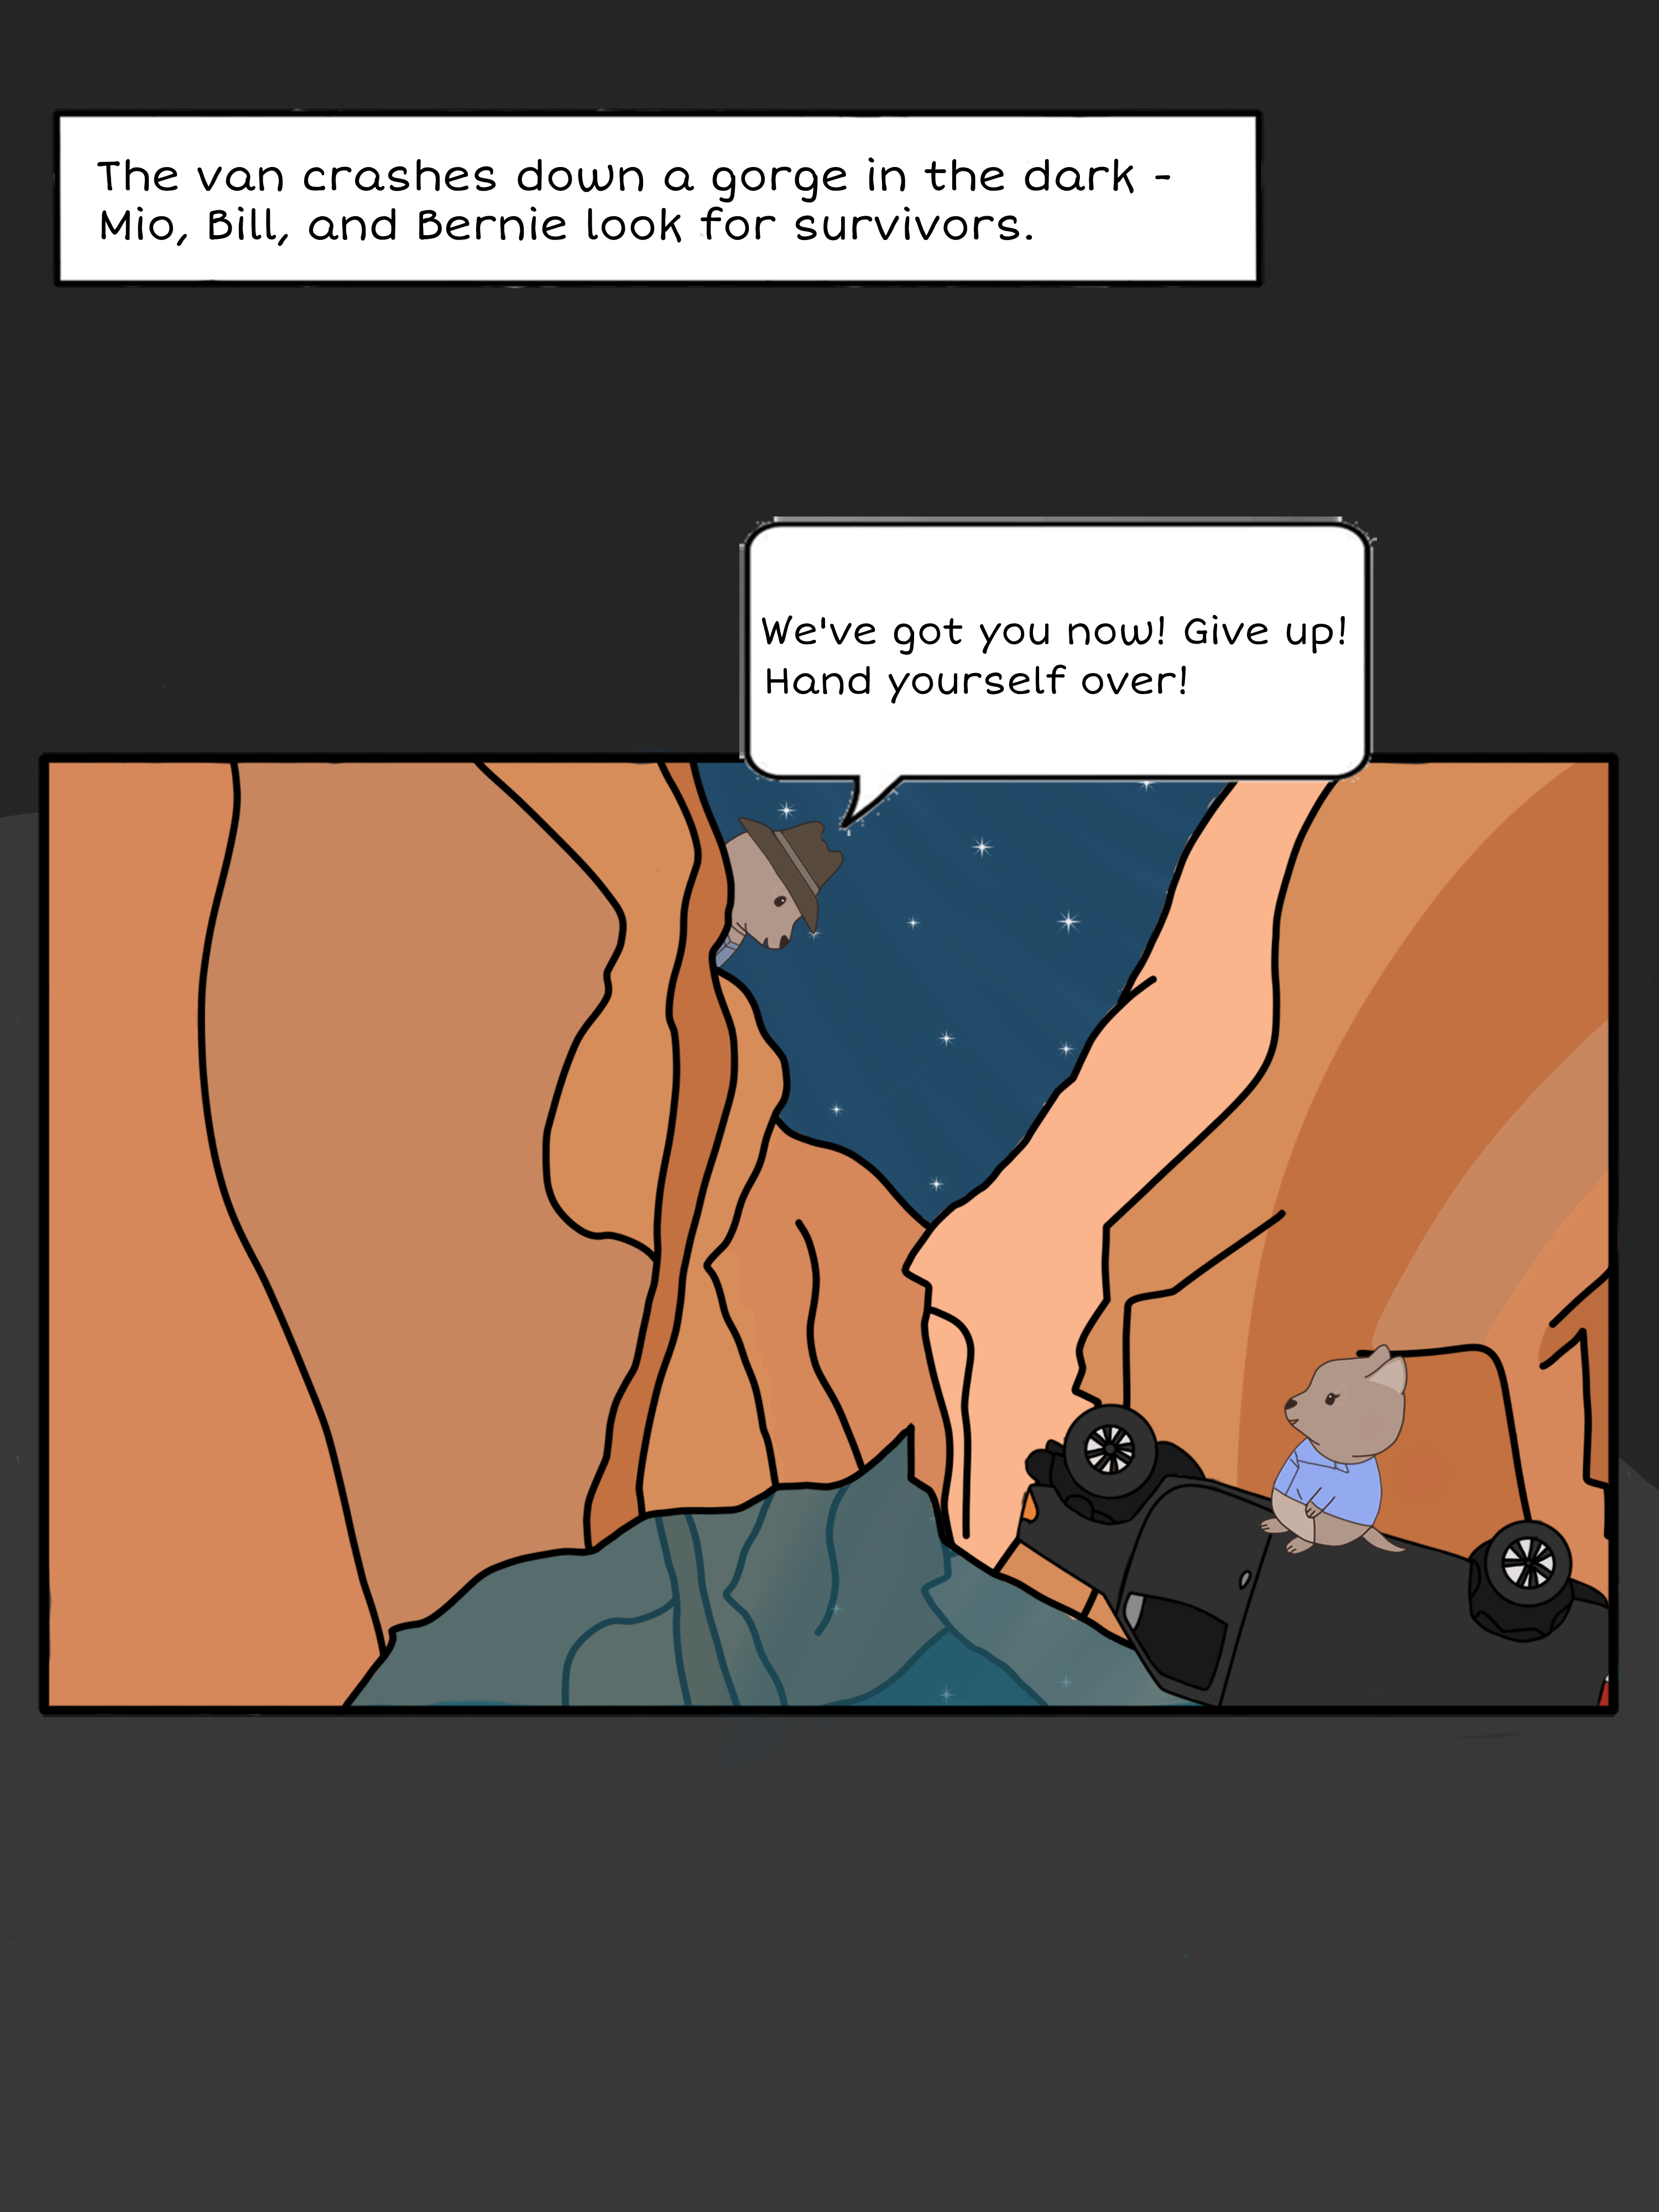 The van crashes down a gorge in the dark -
Mio, Bill, and Bernie look for survivors.
We've got you now! Give up!
Hand yourself over!